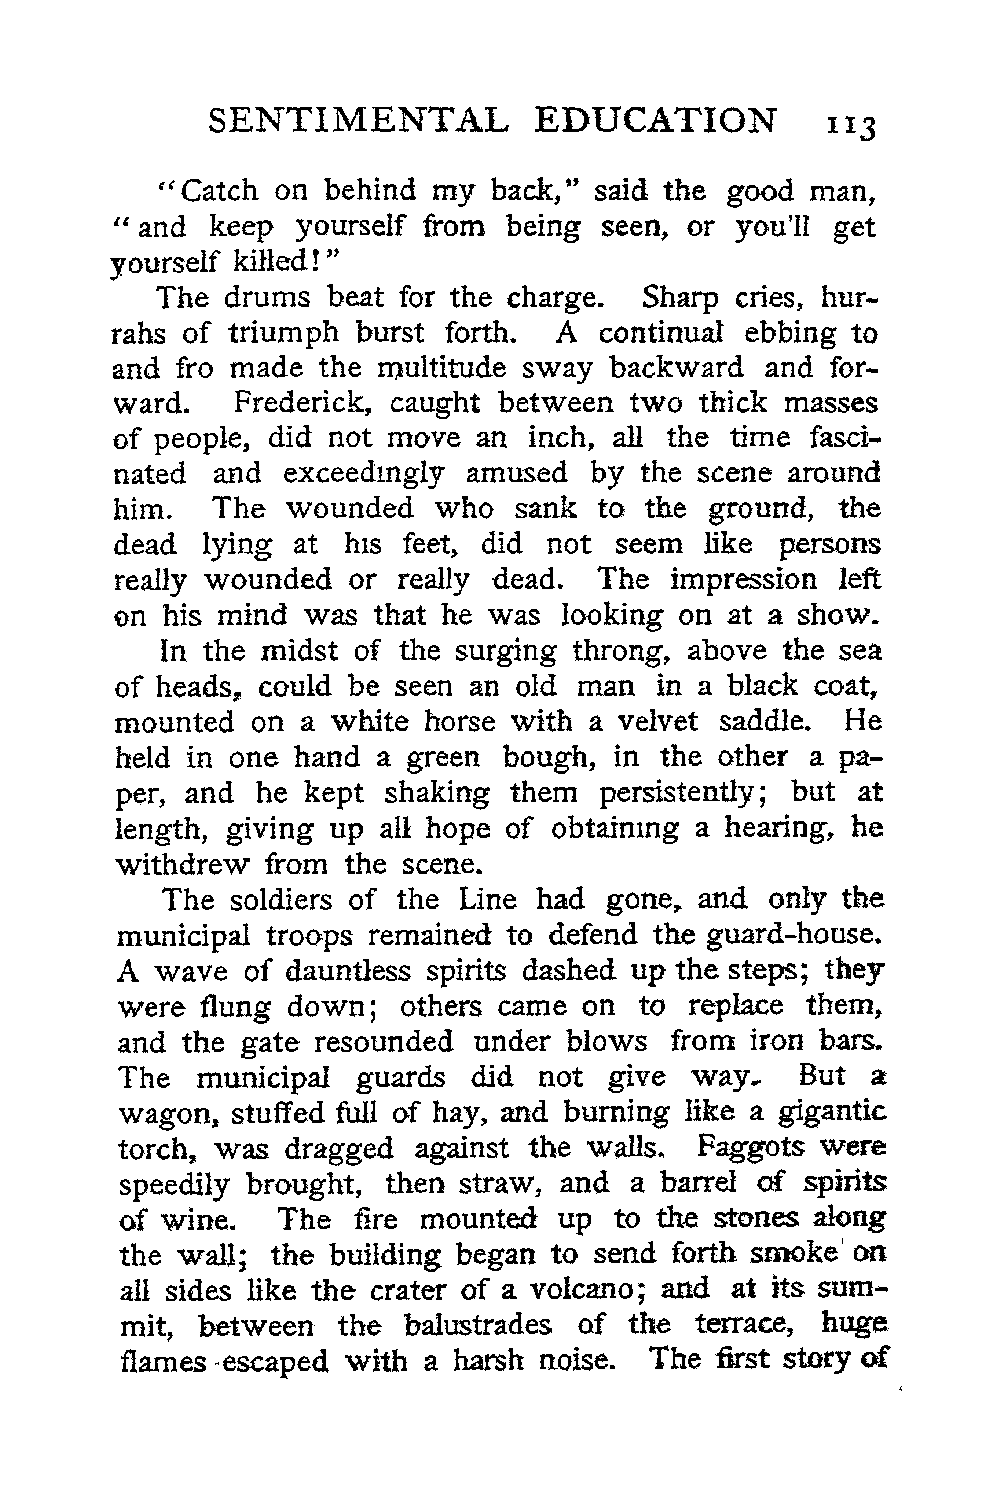 SENTIMENTAL EDUCATION 113
“Catch on behind my back,” said the good man,
“and keep yourself from being seen, or you'll get
yourself killed!”
The drums beat for the charge. Sharp cries, hur-
rahs of triumph burst forth. A continual ebbing to
and fro made the multitude sway backward and for-
ward. Frederick, caught between two thick masses
of people, did not move an inch, all the time fasci-
nated and exceedingly amused by the scene around
him. The wounded who sank to the ground, the
dead lying at his feet, did not seem like persons
really wounded or really dead. The impression left
on his mind was that he was looking on at a show.
In the midst of the surging throng, above the sea
of heads, could be seen an old man in a black coat,
mounted on a white horse with a velvet saddle. He
held in one hand a green bough, in the other a pa-
per, and he kept shaking them persistently; but at
length, giving up all hope of obtaining a hearing, he
withdrew from the scene.
The soldiers of the Line had gone, and only the
municipal troops remained to defend the guard-house.
A wave of dauntless spirits dashed up the steps; they
were flung down; others came on to replace them,
and the gate resounded under blows from iron bars.
The municipal guards did not give way. But a
wagon, stuffed full of hay, and burning like a gigantic
torch, was dragged against the walls. Faggots were
speedily brought, then straw, and a barrel of spirits
of wine. The fire mounted up to the stones along
the wall; the building began to send forth smoke on
all sides like the crater of a volcano; and at its sum-
mit, between the balustrades of the terrace, huge
flames escaped with a harsh noise. The first story of